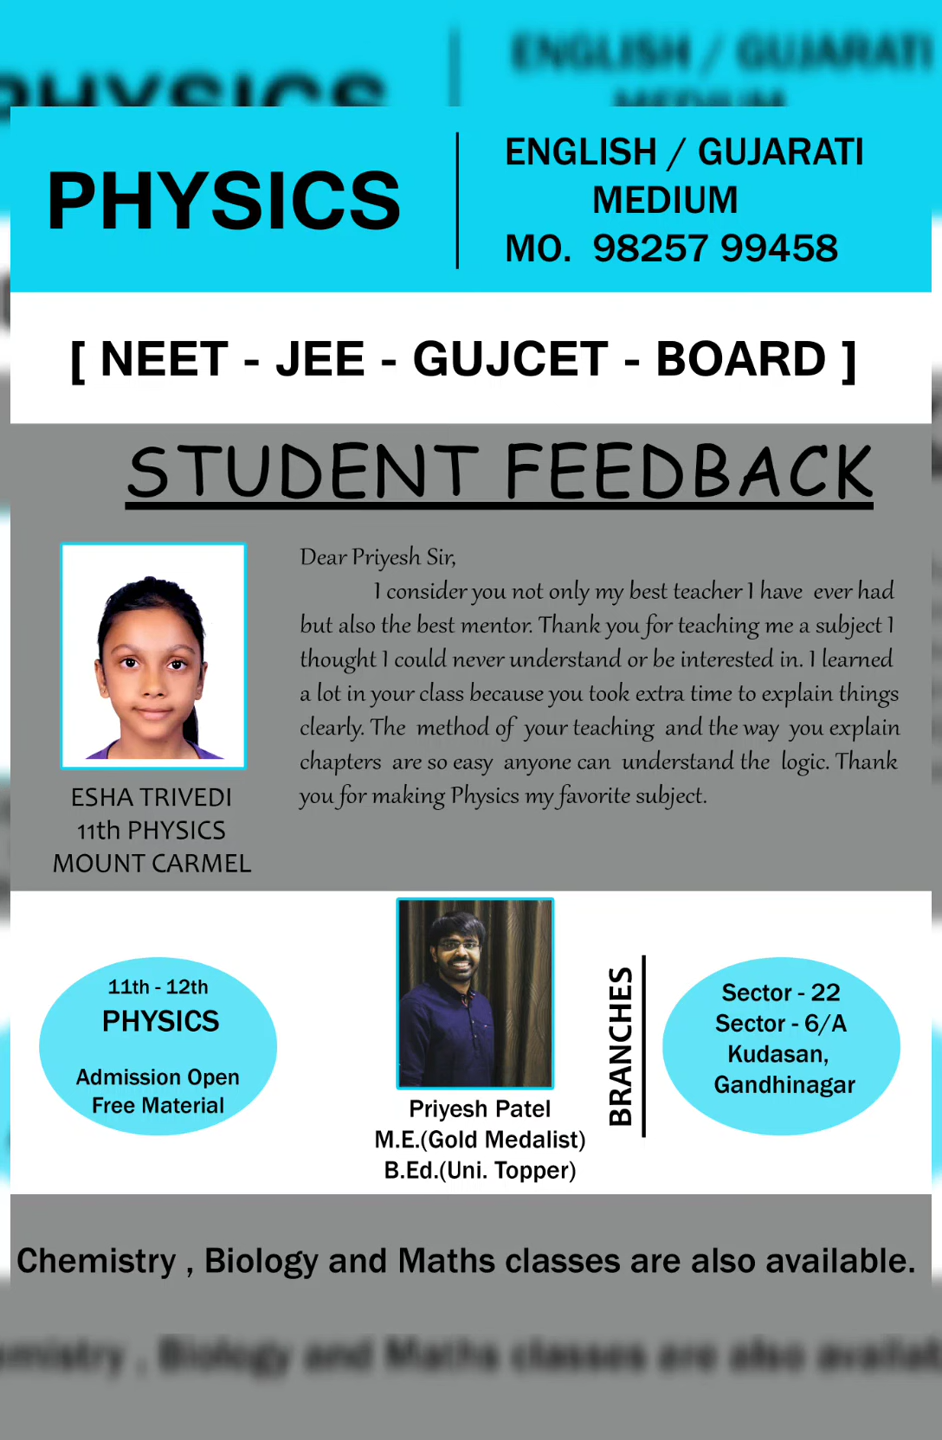 PHYSICS
ENGLISH / GUJARATI
MEDIUM
MO. 98257 99458
[ NEET - JEE - GUJCET - BOARD ]
STUDENT FEEDBACK
Dear Priyesh Sir,
I consider you not only my best teacher I have ever had
but also the best mentor. Thank you for teaching me a subject I
thought I could never understand or be interested in. I learned
a lot in your class because you took extra time to explain things
clearly. The method of your teaching and the way you explain
chapters are so easy anyone can understand the logic. Thank
you for making Physics my favorite subject.
ESHA TRIVEDI
11th PHYSICS
MOUNT CARMEL
11th - 12th
PHYSICS
Admission Open
Free Material
Priyesh Patel
M.E.(Gold Medalist)
B.Ed.(Uni. Topper)
BRANCHES
Sector - 22
Sector - 6/A
Kudasan,
Gandhinagar
Chemistry , Biology and Maths classes are also available.